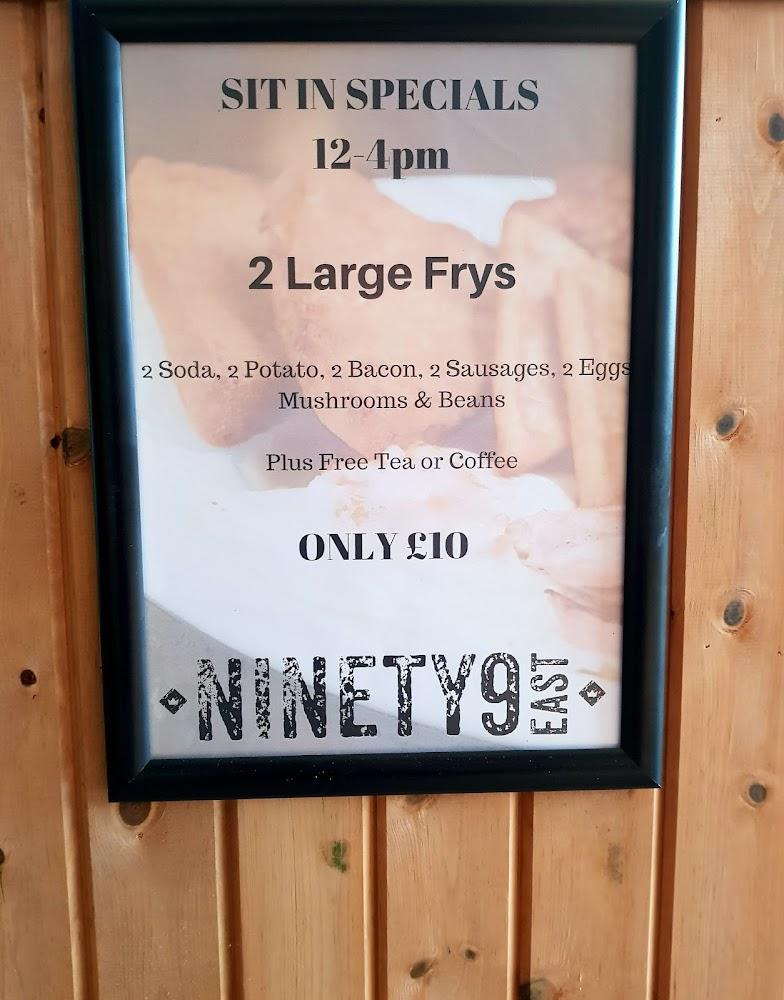 SIT IN SPECIALS
12-4pm
2 Large Frys
2 Soda, 2 Potato, 2 Bacon, 2 Sausages, 2 Eggs
Mushrooms & Beans
Plus Free Tea or Coffee
ONLY £10
NINETY9 EAST